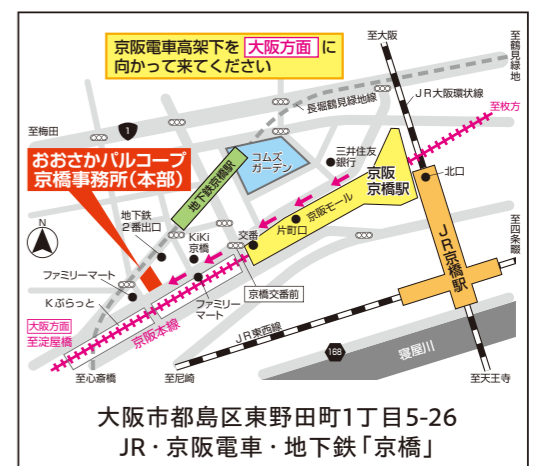 京阪電車高架下を 大阪方面 に
向かって来てください
至大阪
至鶴見緑地
JR大阪環状線
長堀鶴見緑地線
至枚方
至梅田
1
おおさかパルコープ
京橋事務所(本部)
地下鉄京橋駅
コムズ
ガーデン
三井住友
銀行
京阪
京橋駅
北口
N
地下鉄
2番出口
KiKi
京橋
交番
片町口
京阪モール
JR京橋駅
至四条畷
ファミリーマート
Kぶらっと
ファミリー
マート
京橋交番前
大阪方面
至淀屋橋
京阪本線
JR東西線
168
寝屋川
至心斎橋
至尼崎
至天王寺
大阪市都島区東野田町1丁目5-26
JR・京阪電車・地下鉄「京橋」